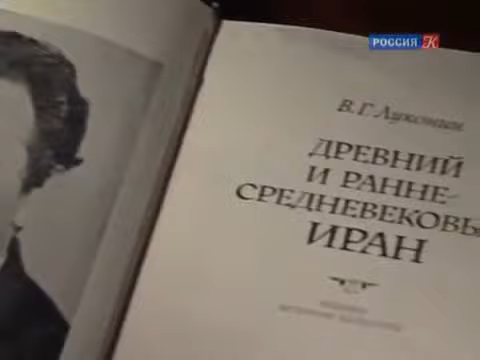 РОССИЯ К
В.Г. Луконин
ДРЕВНИЙ
И РАННЕ-
СРЕДНЕВЕКОВЫ
ИРАН